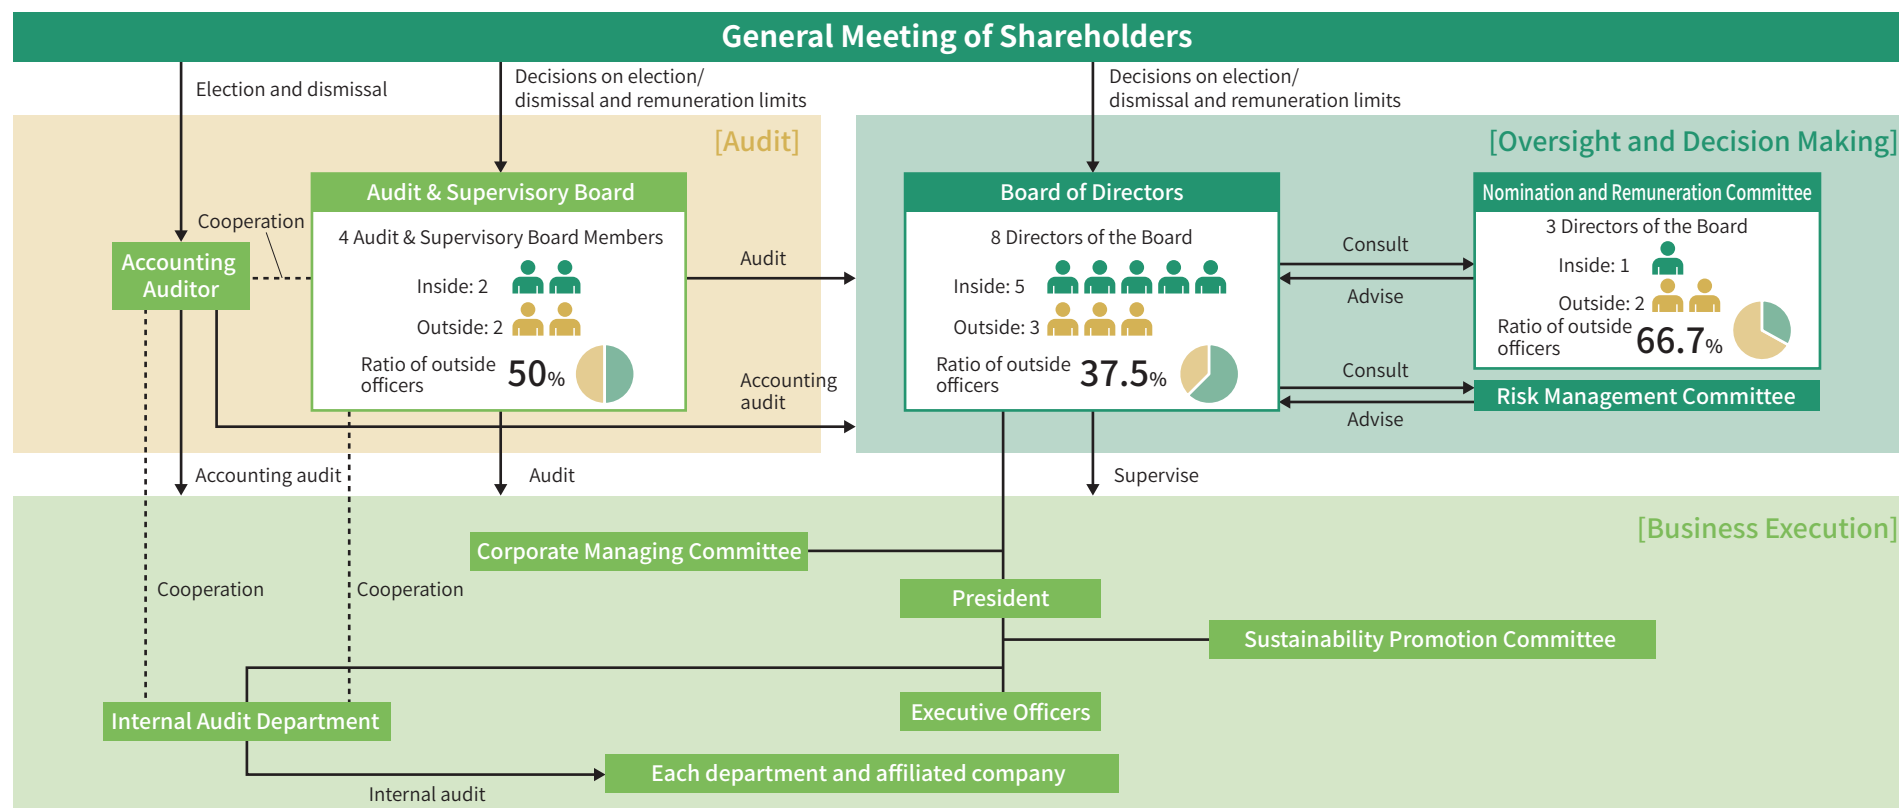 General Meeting of Shareholders
Election and dismissal
Decisions on election/
dismissal and remuneration limits
Decisions on election/
dismissal and remuneration limits
[Audit]
[Oversight and Decision Making]
Audit & Supervisory Board
4 Audit & Supervisory Board Members
Inside: 2
Outside: 2
Ratio of outside
officers
50%
Cooperation
Accounting
Auditor
Audit
Accounting
audit
Board of Directors
8 Directors of the Board
Inside: 5
Outside: 3
Ratio of outside
officers
37.5%
Consult
Advise
Consult
Advise
Nomination and Remuneration Committee
3 Directors of the Board
Inside: 1
Outside: 2
Ratio of outside
officers
66.7%
Risk Management Committee
Accounting audit
Audit
Supervise
[Business Execution]
Corporate Managing Committee
Cooperation
Cooperation
President
Sustainability Promotion Committee
Internal Audit Department
Executive Officers
Each department and affiliated company
Internal audit